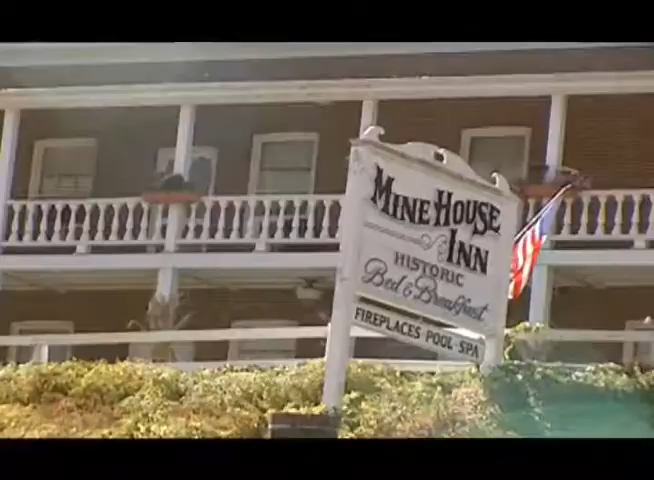 MINE HOUSE
INN
HISTORIC
Bed & Breakfast
FIREPLACES POOL · SPA